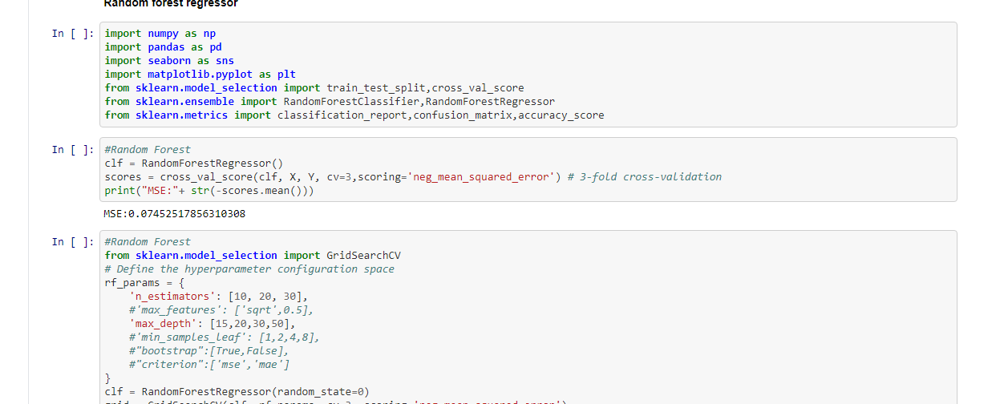 Random forest regressor
In [ ]: import numpy as np
import pandas as pd
import seaborn as sns
import matplotlib.pyplot as plt
from sklearn.model_selection import train_test_split,cross_val_score
from sklearn.ensemble import RandomForestClassifier,RandomForestRegressor
from sklearn.metrics import classification_report,confusion_matrix,accuracy_score
In [ ]: #Random Forest
clf = RandomForestRegressor()
scores = cross_val_score(clf, X, Y, cv=3,scoring='neg_mean_squared_error') # 3-fold cross-validation
print("MSE:"+ str(-scores.mean()))
MSE:0.07452517856310308
In [ ]: #Random Forest
from sklearn.model_selection import GridSearchCV
# Define the hyperparameter configuration space
rf_params = {
    'n_estimators': [10, 20, 30],
    #'max_features': ['sqrt',0.5],
    'max_depth': [15,20,30,50],
    #'min_samples_leaf': [1,2,4,8],
    #"bootstrap":[True,False],
    #"criterion":['mse','mae']
}
clf = RandomForestRegressor(random_state=0)
grid = GridSearchCV(clf, rf_params, cv=3, scoring='neg_mean_squared_error')